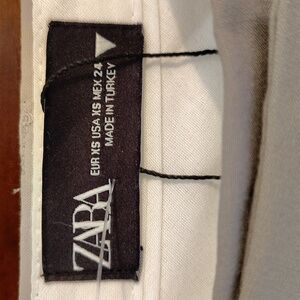 ZARA
EUR XS USA XS MEX 24
MADE IN TURKEY